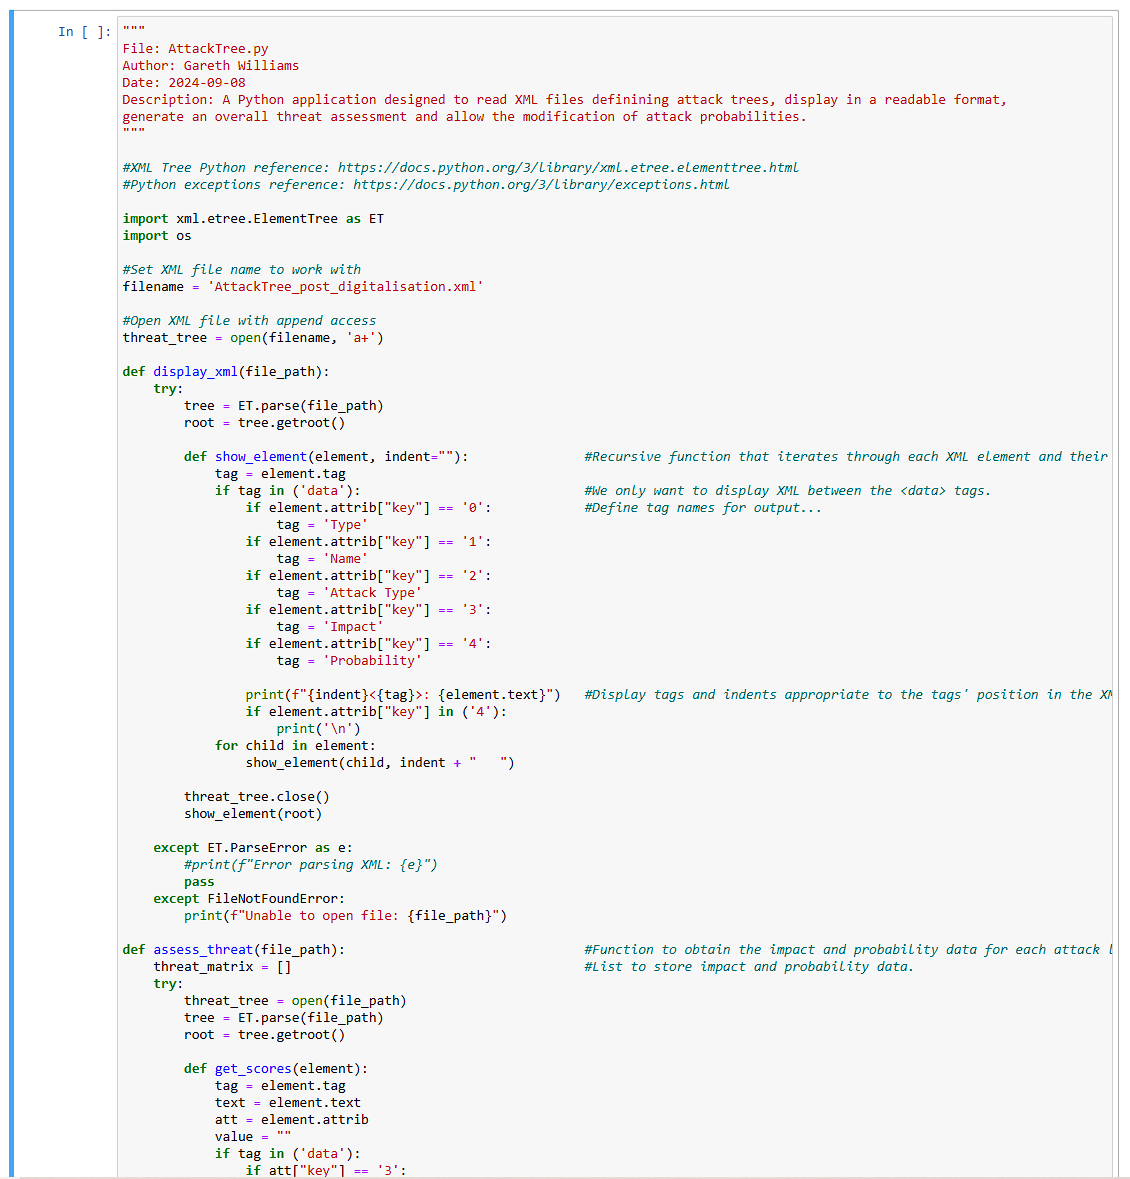 In [ ]:
"""
File: AttackTree.py
Author: Gareth Williams
Date: 2024-09-08
Description: A Python application designed to read XML files definining attack trees, display in a readable format,
generate an overall threat assessment and allow the modification of attack probabilities.
"""
#XML Tree Python reference: https://docs.python.org/3/library/xml.etree.elementtree.html
#Python exceptions reference: https://docs.python.org/3/library/exceptions.html
import xml.etree.ElementTree as ET
import os
#Set XML file name to work with
filename = 'AttackTree_post_digitalisation.xml'
#Open XML file with append access
threat_tree = open(filename, 'a+')
def display_xml(file_path):
    try:
        tree = ET.parse(file_path)
        root = tree.getroot()
        def show_element(element, indent=""):               #Recursive function that iterates through each XML element and their
            tag = element.tag
            if tag in ('data'):                             #We only want to display XML between the <data> tags.
                if element.attrib["key"] == '0':            #Define tag names for output...
                    tag = 'Type'
                if element.attrib["key"] == '1':
                    tag = 'Name'
                if element.attrib["key"] == '2':
                    tag = 'Attack Type'
                if element.attrib["key"] == '3':
                    tag = 'Impact'
                if element.attrib["key"] == '4':
                    tag = 'Probability'
                print(f"{indent}<{tag}>: {element.text}")   #Display tags and indents appropriate to the tags' position in the XM
                if element.attrib["key"] in ('4'):
                    print('\n')
            for child in element:
                show_element(child, indent + "   ")
        threat_tree.close()
        show_element(root)
    except ET.ParseError as e:
        #print(f"Error parsing XML: {e}")
        pass
    except FileNotFoundError:
        print(f"Unable to open file: {file_path}")
def assess_threat(file_path):                               #Function to obtain the impact and probability data for each attack
    threat_matrix = []                                      #List to store impact and probability data.
    try:
        threat_tree = open(file_path)
        tree = ET.parse(file_path)
        root = tree.getroot()
        def get_scores(element):
            tag = element.tag
            text = element.text
            att = element.attrib
            value = ""
            if tag in ('data'):
                if att["key"] == '3':